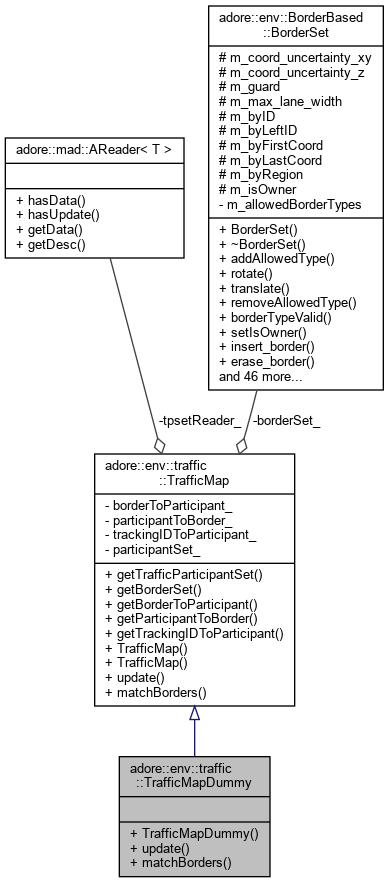 adore::env::BorderBased
::BorderSet
# m_coord_uncertainty_xy
# m_coord_uncertainty_z
# m_guard
# m_max_lane_width
# m_byID
# m_byLeftID
# m_byFirstCoord
# m_byLastCoord
# m_byRegion
# m_isOwner
- m_allowedBorderTypes
+ BorderSet()
+ ~BorderSet()
+ addAllowedType()
+ rotate()
+ translate()
+ removeAllowedType()
+ borderTypeValid()
+ setIsOwner()
+ insert_border()
+ erase_border()
and 46 more...
adore::mad::AReader< T >
+ hasData()
+ hasUpdate()
+ getData()
+ getDesc()
-tpsetReader_
-borderSet_
adore::env::traffic
::TrafficMap
- borderToParticipant_
- participantToBorder_
- trackingIDToParticipant_
- participantSet_
+ getTrafficParticipantSet()
+ getBorderSet()
+ getBorderToParticipant()
+ getParticipantToBorder()
+ getTrackingIDToParticipant()
+ TrafficMap()
+ TrafficMap()
+ update()
+ matchBorders()
adore::env::traffic
::TrafficMapDummy
+ TrafficMapDummy()
+ update()
+ matchBorders()